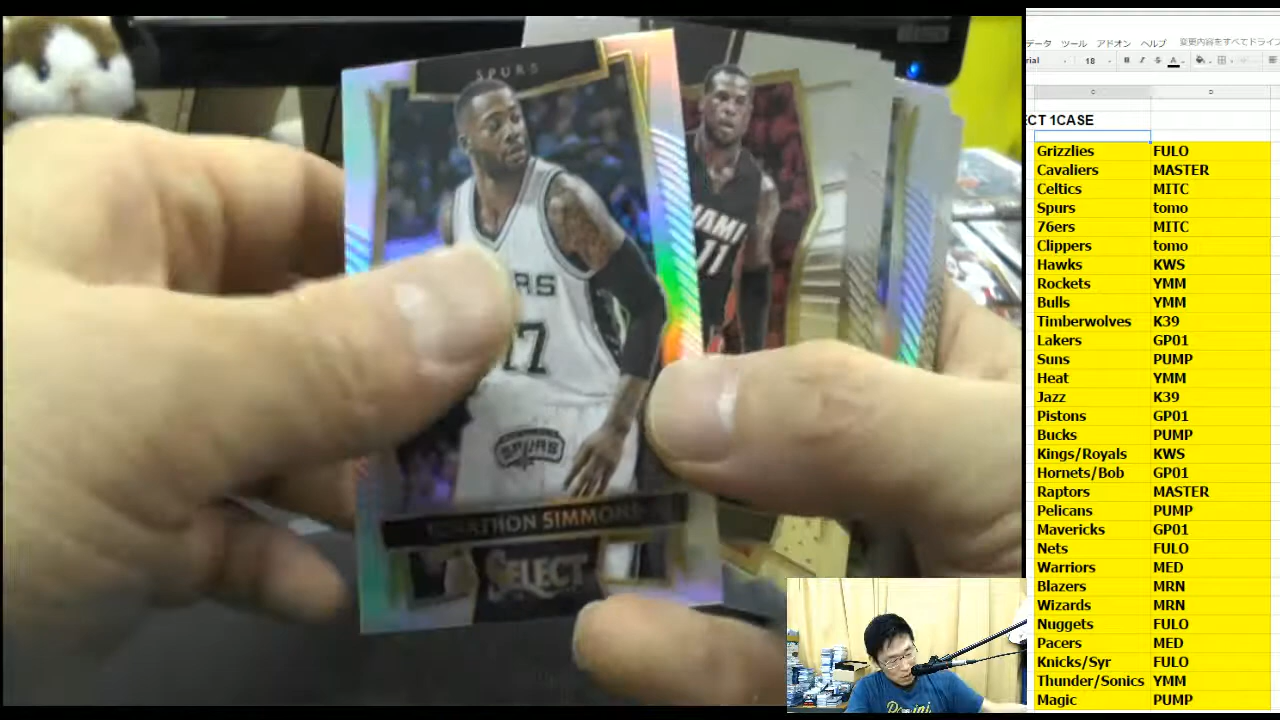 SPURS
17
SPURS
JONATHON SIMMONS
SELECT
MIAMI
11
データ ツール アドオン ヘルプ 変更内容をすべてドライブ
rial 18 B I S A
C D
CT 1CASE
Grizzlies FULO
Cavaliers MASTER
Celtics MITC
Spurs tomo
76ers MITC
Clippers tomo
Hawks KWS
Rockets YMM
Bulls YMM
Timberwolves K39
Lakers GP01
Suns PUMP
Heat YMM
Jazz K39
Pistons GP01
Bucks PUMP
Kings/Royals KWS
Hornets/Bob GP01
Raptors MASTER
Pelicans PUMP
Mavericks GP01
Nets FULO
Warriors MED
Blazers MRN
Wizards MRN
Nuggets FULO
Pacers MED
Knicks/Syr FULO
Thunder/Sonics YMM
Magic PUMP
Panini